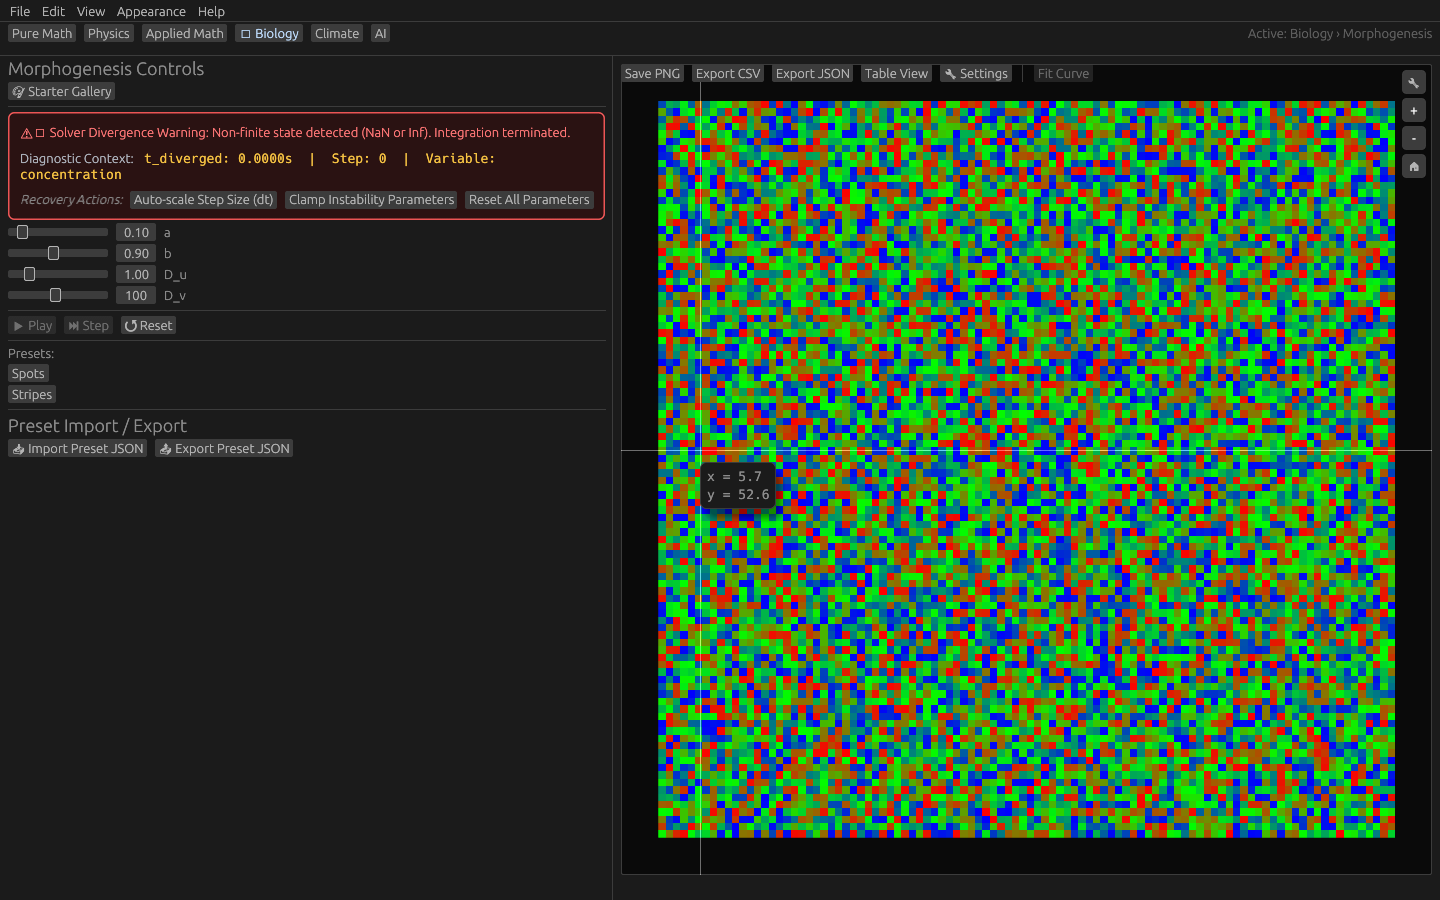 File Edit View Appearance Help
Pure Math Physics Applied Math Biology Climate AI Active: Biology › Morphogenesis
Morphogenesis Controls
Starter Gallery
Solver Divergence Warning: Non-finite state detected (NaN or Inf). Integration terminated.
Diagnostic Context: t_diverged: 0.0000s | Step: 0 | Variable:
concentration
Recovery Actions: Auto-scale Step Size (dt) Clamp Instability Parameters Reset All Parameters
0.10 a
0.90 b
1.00 D_u
100 D_v
Play Step Reset
Presets:
Spots
Stripes
Preset Import / Export
Import Preset JSON Export Preset JSON
Save PNG Export CSV Export JSON Table View Settings Fit Curve
+
-
x = 5.7
y = 52.6